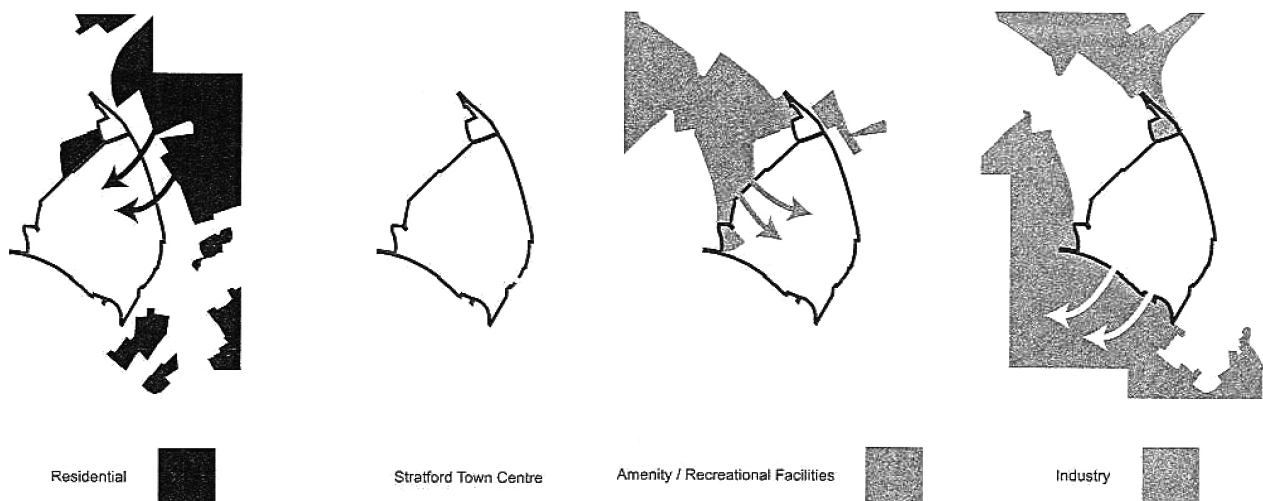 Residential
Stratford Town Centre
Amenity / Recreational Facilities
Industry